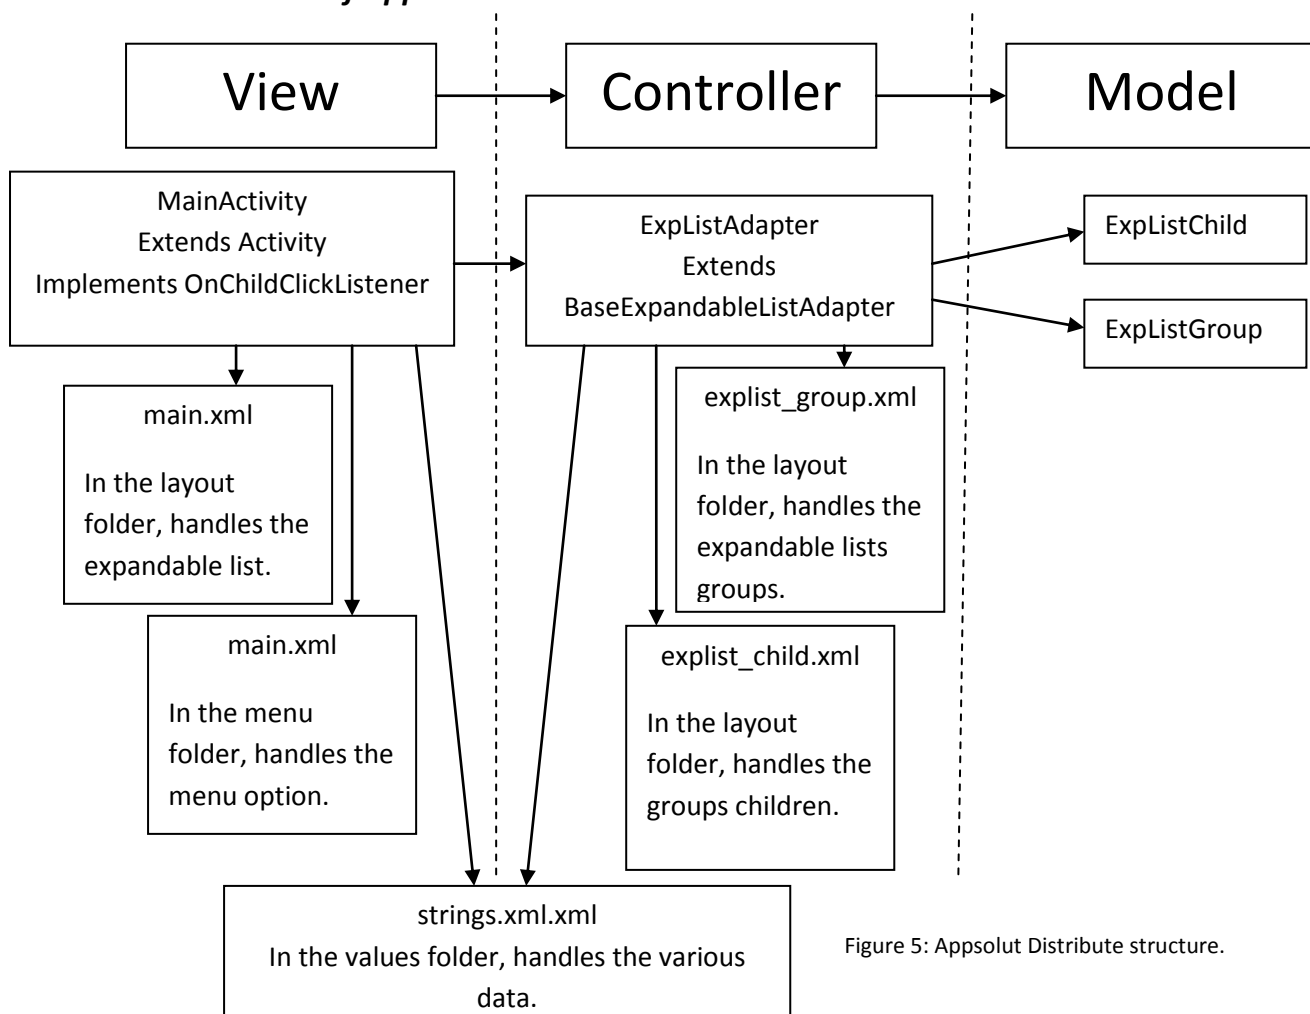 View
Controller
Model
MainActivity
Extends Activity
Implements OnChildClickListener
ExpListAdapter
Extends
BaseExpandableListAdapter
ExpListChild
ExpListGroup
main.xml
In the layout
folder, handles the
expandable list.
explist_group.xml
In the layout
folder, handles the
expandable lists
groups.
main.xml
In the menu
folder, handles the
menu option.
explist_child.xml
In the layout
folder, handles the
groups children.
strings.xml.xml
In the values folder, handles the various
data.
Figure 5: Appsolut Distribute structure.